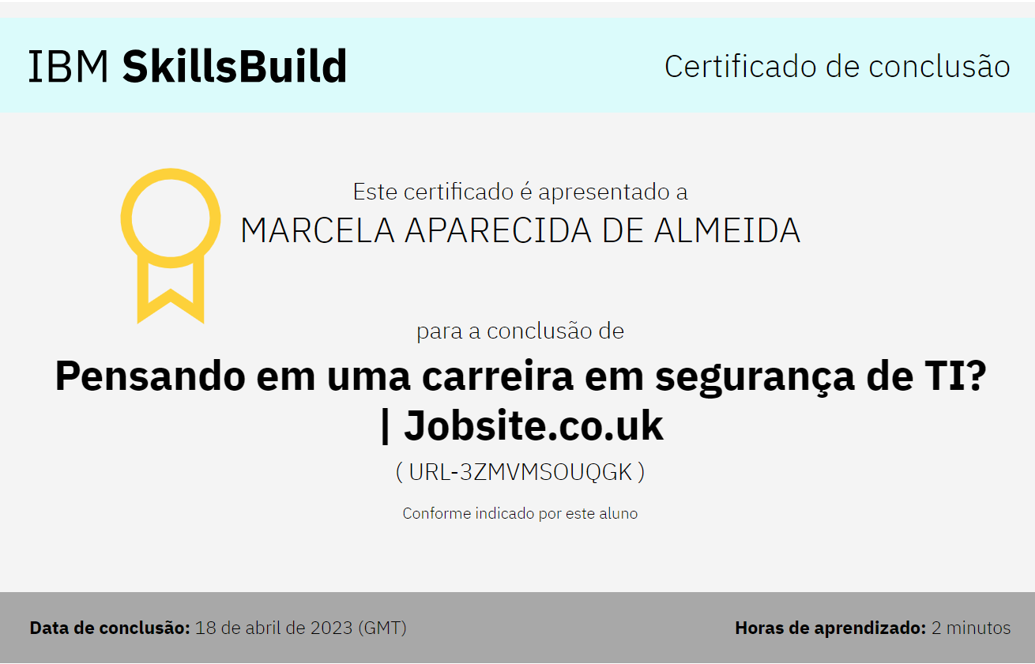 IBM SkillsBuild
Certificado de conclusão
Este certificado é apresentado a
MARCELA APARECIDA DE ALMEIDA
para a conclusão de
Pensando em uma carreira em segurança de TI?
| Jobsite.co.uk
( URL-3ZMVMSOUQGK )
Conforme indicado por este aluno
Data de conclusão: 18 de abril de 2023 (GMT)
Horas de aprendizado: 2 minutos